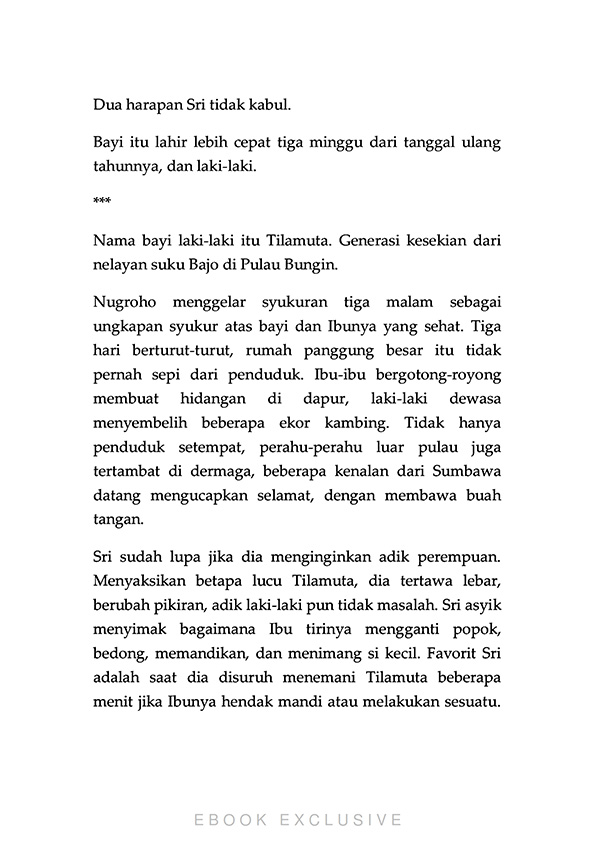 Dua harapan Sri tidak kabul.
Bayi itu lahir lebih cepat tiga minggu dari tanggal ulang
tahunnya, dan laki-laki.
***
Nama bayi laki-laki itu Tilamuta. Generasi kesekian dari
nelayan suku Bajo di Pulau Bungin.
Nugroho menggelar syukuran tiga malam sebagai
ungkapan syukur atas bayi dan Ibunya yang sehat. Tiga
hari berturut-turut, rumah panggung besar itu tidak
pernah sepi dari penduduk. Ibu-ibu bergotong-royong
membuat hidangan di dapur, laki-laki dewasa
menyembelih beberapa ekor kambing. Tidak hanya
penduduk setempat, perahu-perahu luar pulau juga
tertambat di dermaga, beberapa kenalan dari Sumbawa
datang mengucapkan selamat, dengan membawa buah
tangan.
Sri sudah lupa jika dia menginginkan adik perempuan.
Menyaksikan betapa lucu Tilamuta, dia tertawa lebar,
berubah pikiran, adik laki-laki pun tidak masalah. Sri asyik
menyimak bagaimana Ibu tirinya mengganti popok,
bedong, memandikan, dan menimang si kecil. Favorit Sri
adalah saat dia disuruh menemani Tilamuta beberapa
menit jika Ibunya hendak mandi atau melakukan sesuatu.
EBOOK EXCLUSIVE